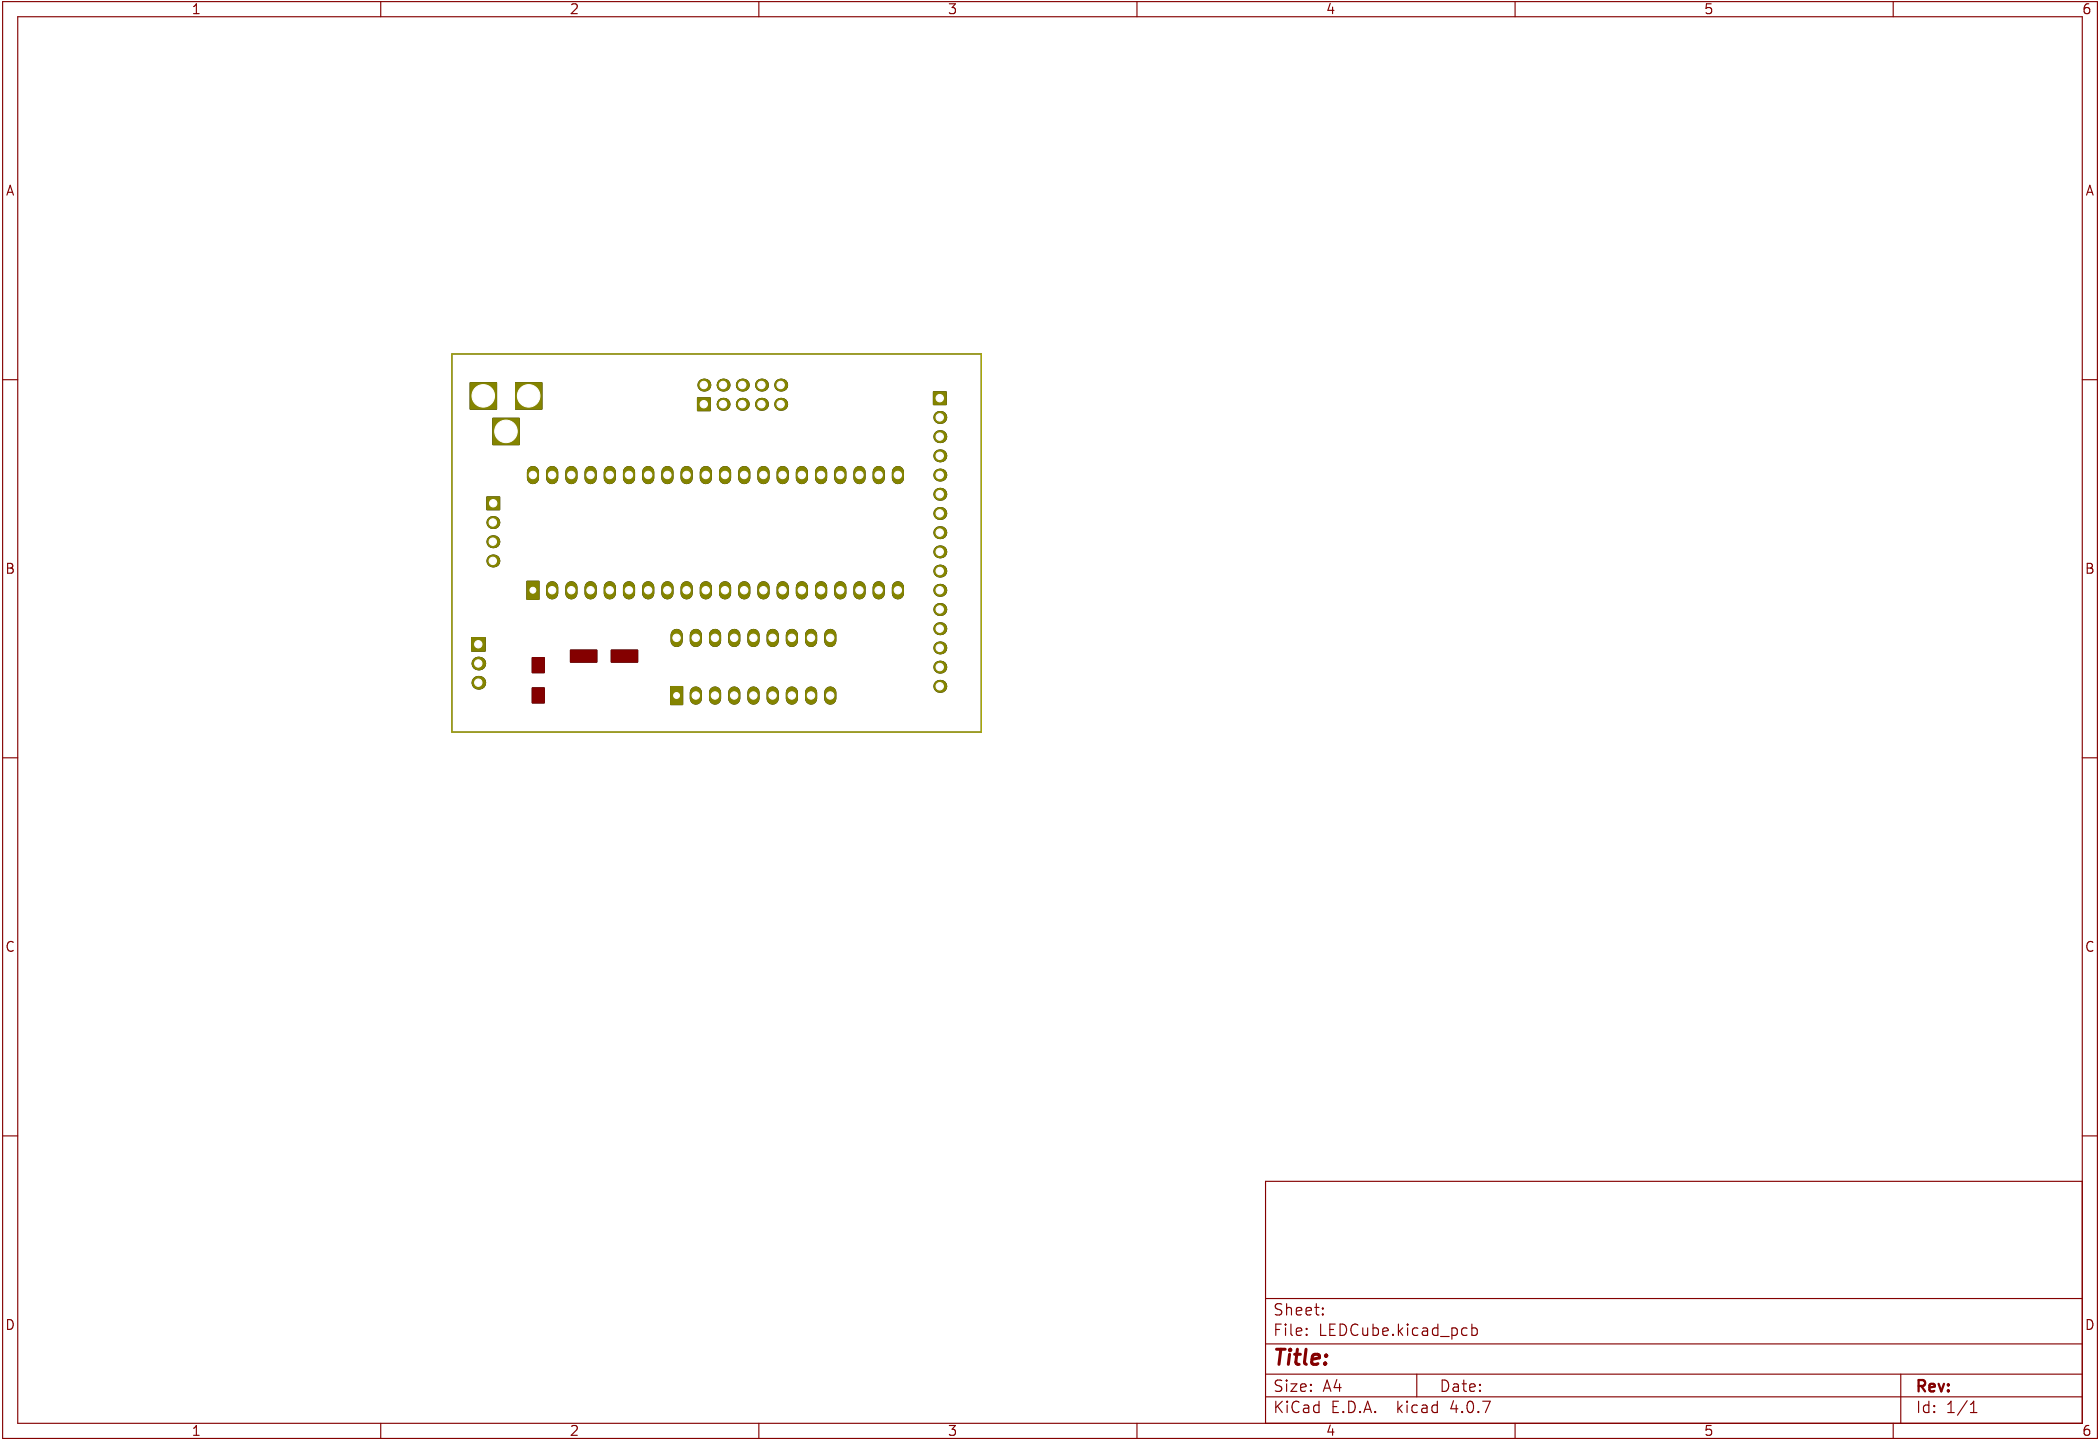 1 2 3 4 5 6
A A
B B
C C
D D
Sheet:
File: LEDCube.kicad_pcb
Title:
Size: A4 Date: Rev:
KiCad E.D.A. kicad 4.0.7 Id: 1/1
1 2 3 4 5 6